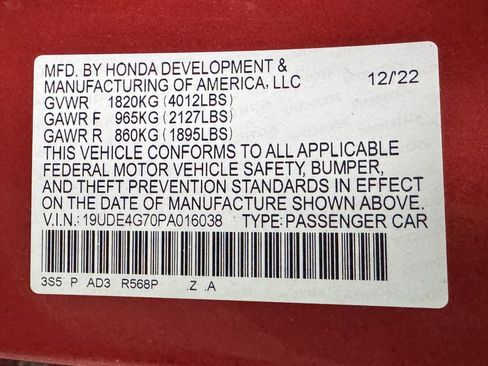 MFD. BY HONDA DEVELOPMENT &
MANUFACTURING OF AMERICA, LLC 12/22
GVWR 1820KG (4012LBS)
GAWR F 965KG (2127LBS)
GAWR R 860KG (1895LBS)
THIS VEHICLE CONFORMS TO ALL APPLICABLE
FEDERAL MOTOR VEHICLE SAFETY, BUMPER,
AND THEFT PREVENTION STANDARDS IN EFFECT
ON THE DATE OF MANUFACTURE SHOWN ABOVE.
V.I.N.: 19UDE4G70PA016038 TYPE: PASSENGER CAR
3S5 P AD3 R568P .Z .A